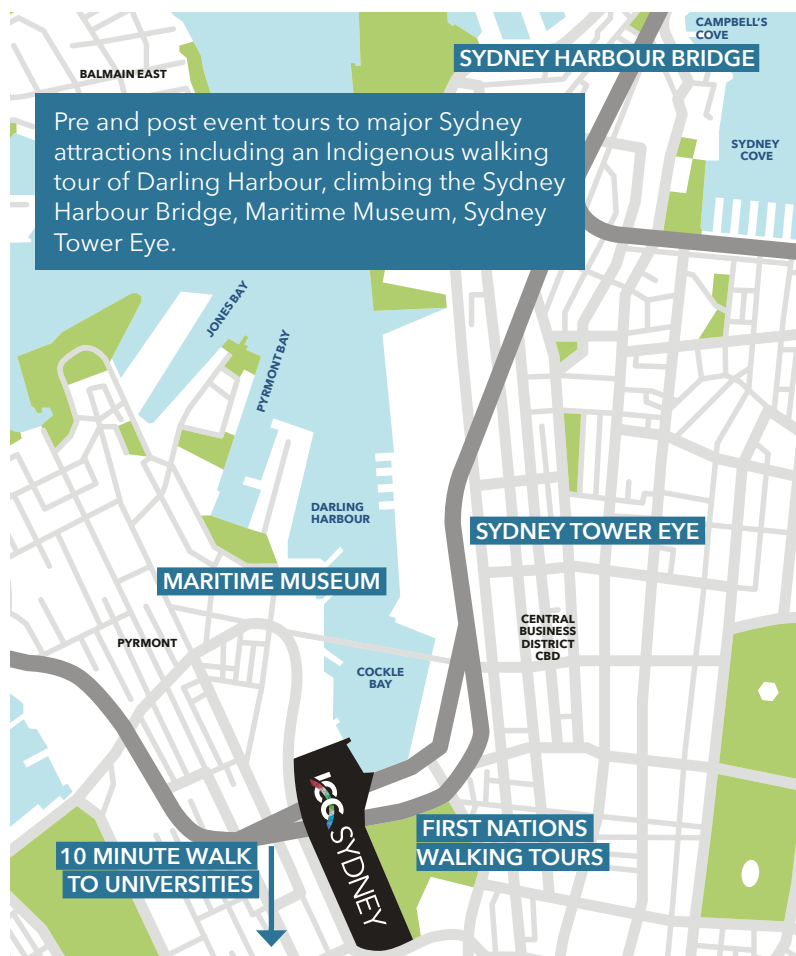 CAMPBELL'S
COVE
SYDNEY HARBOUR BRIDGE
BALMAIN EAST
Pre and post event tours to major Sydney
attractions including an Indigenous walking
tour of Darling Harbour, climbing the Sydney
Harbour Bridge, Maritime Museum, Sydney
Tower Eye.
SYDNEY
COVE
JONES BAY
PYRMONT BAY
DARLING
HARBOUR
SYDNEY TOWER EYE
MARITIME MUSEUM
PYRMONT
CENTRAL
BUSINESS
DISTRICT
CBD
COCKLE
BAY
ICC SYDNEY
FIRST NATIONS
WALKING TOURS
10 MINUTE WALK
TO UNIVERSITIES